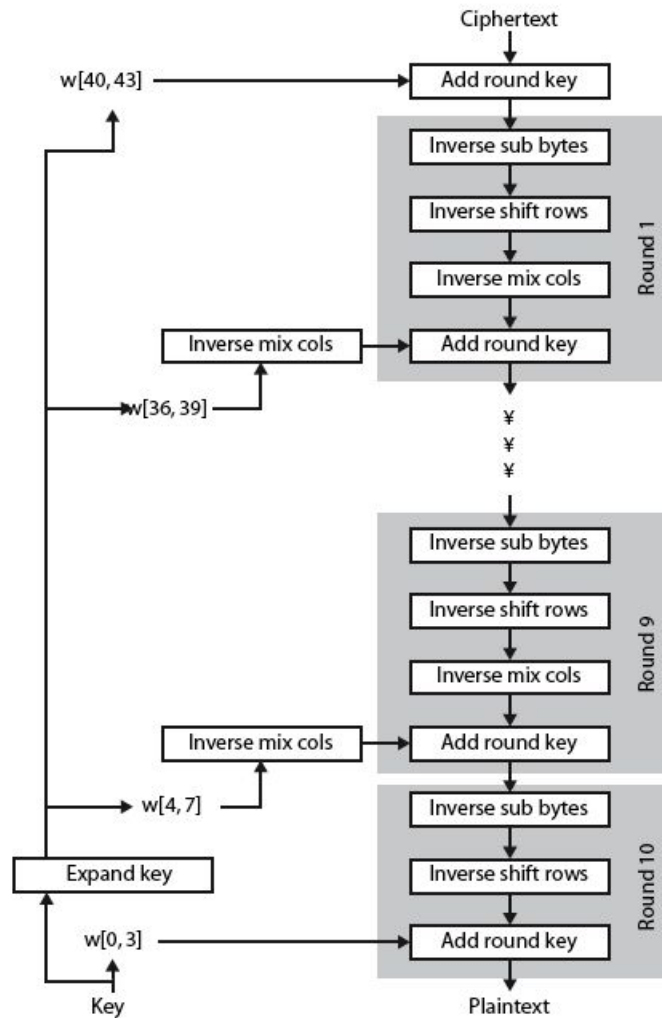 Ciphertext
w[40, 43]
Add round key
Inverse sub bytes
Inverse shift rows
Round 1
Inverse mix cols
Inverse mix cols
Add round key
w[36, 39]
¥
¥
¥
Inverse sub bytes
Inverse shift rows
Round 9
Inverse mix cols
Inverse mix cols
Add round key
w[4, 7]
Inverse sub bytes
Expand key
Inverse shift rows
Round 10
w[0, 3]
Add round key
Key
Plaintext